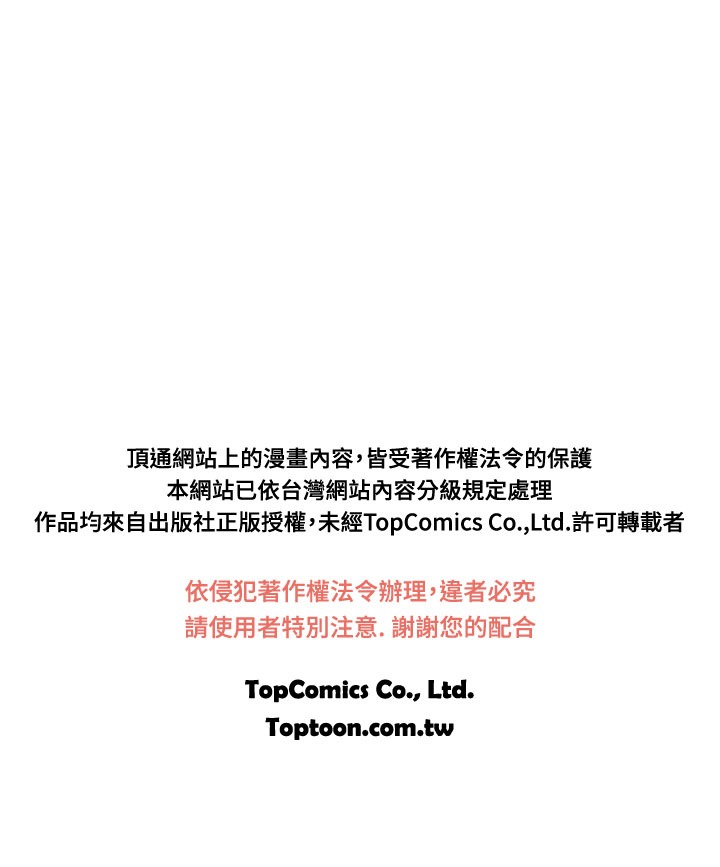 頂通網站上的漫畫內容，皆受著作權法令的保護
本網站已依台灣網站內容分級規定處理
作品均來自出版社正版授權，未經TopComics Co.,Ltd.許可轉載者
依侵犯著作權法令辦理，違者必究
請使用者特別注意. 謝謝您的配合
TopComics Co., Ltd.
Toptoon.com.tw